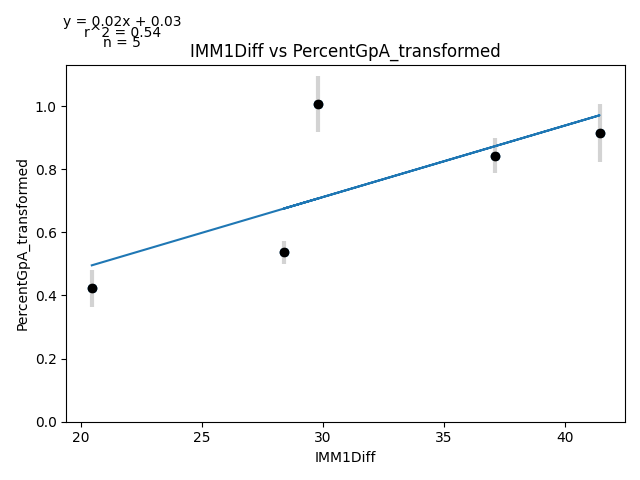 y = 0.02x + 0.03
r^2 = 0.54
n = 5
IMM1Diff vs PercentGpA_transformed
PercentGpA_transformed
1.0
0.8
0.6
0.4
0.2
0.0
20 25 30 35 40
IMM1Diff